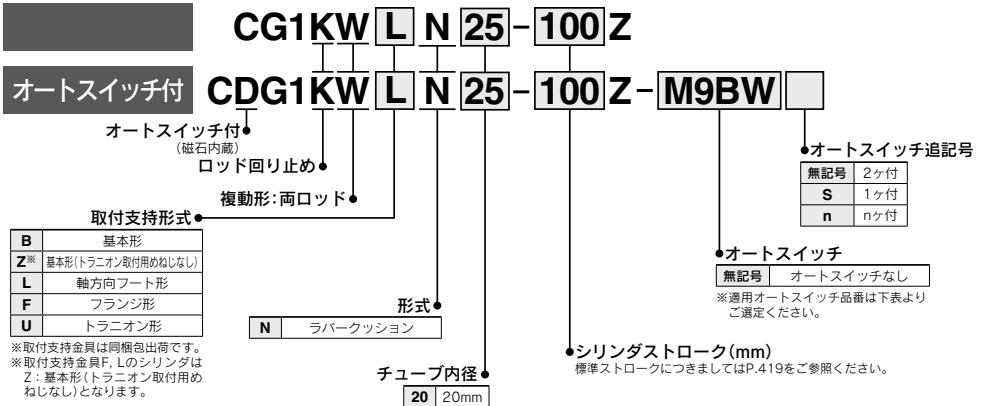 CG1KW L N 25 - 100 Z
オートスイッチ付 CDG1KW L N 25 - 100 Z - M9BW
オートスイッチ付
(磁石内蔵)
ロッド回り止め
複動形:両ロッド
取付支持形式
B 基本形
Z※ 基本形(トラニオン取付用めねじなし)
L 軸方向フート形
F フランジ形
U トラニオン形
※取付支持金具は同梱包出荷です。
※取付支持金具F, Lのシリンダは
Z:基本形(トラニオン取付用め
ねじなし)となります。
形式
N ラバークッション
チューブ内径
20 20mm
シリンダストローク(mm)
標準ストロークにつきましてはP.419をご参照ください。
オートスイッチ
無記号 オートスイッチなし
※適用オートスイッチ品番は下表より
ご選定ください。
オートスイッチ追記号
無記号 2ヶ付
S 1ヶ付
n nヶ付